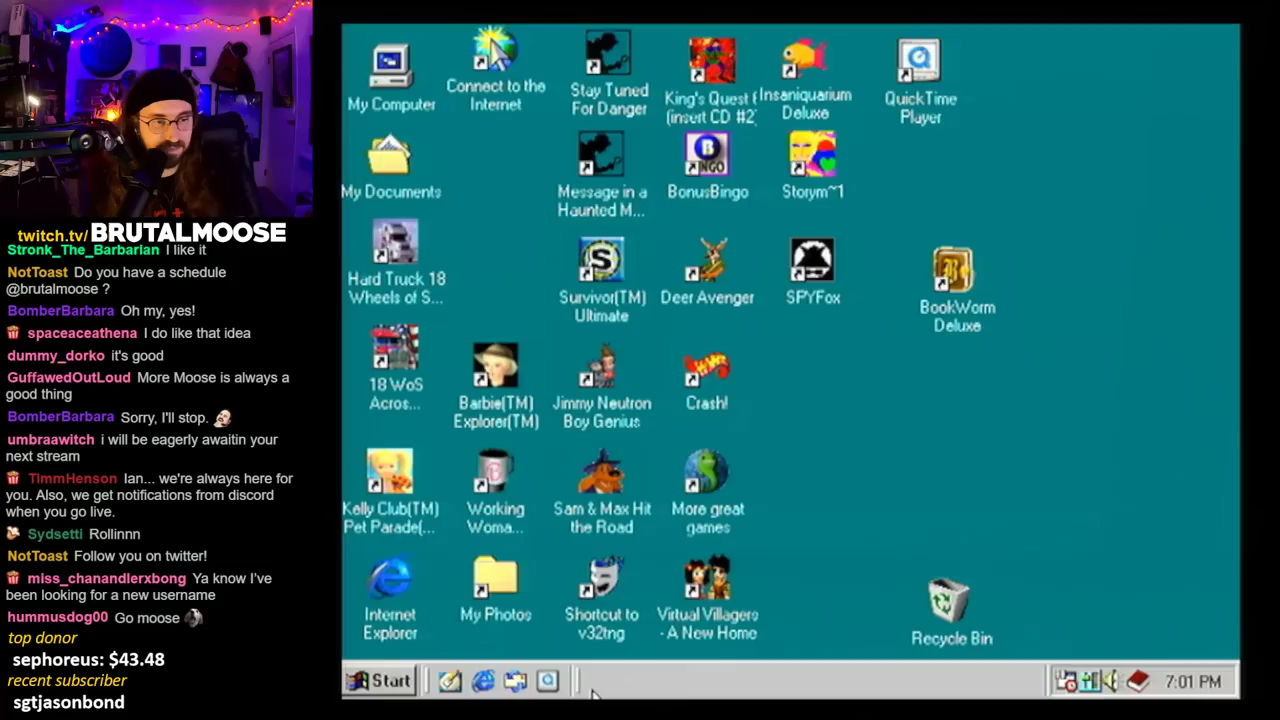 twitch.tv/BRUTALMOOSE
Stronk_The_Barbarian I like it
NotToast Do you have a schedule
@brutalmoose ?
BomberBarbara Oh my, yes!
spaceaceathena I do like that idea
dummy_dorko it's good
GuffawedOutLoud More Moose is always a
good thing
BomberBarbara Sorry, I'll stop.
umbraawitch i will be eagerly awaitin your
next stream
TimmHenson Ian... we're always here for
you. Also, we get notifications from discord
when you go live.
Sydsetti Rollinnn
NotToast Follow you on twitter!
miss_chanandlerxbong Ya know I've
been looking for a new username
hummusdog00 Go moose
top donor
sephoreus: $43.48
recent subscriber
sgtjasonbond
My Computer
Connect to the
Internet
Stay Tuned
For Danger
King's Quest 6
(insert CD #2)
Insaniquarium
Deluxe
QuickTime
Player
My Documents
Message in a
Haunted M...
BINGO
BonusBingo
Storym~1
Hard Truck 18
Wheels of S...
Survivor(TM)
Ultimate
Deer Avenger
SPYFox
BookWorm
Deluxe
18 WoS
Acros...
Barbie(TM)
Explorer(TM)
Jimmy Neutron
Boy Genius
Crash!
Kelly Club(TM)
Pet Parade(...
Working
Woma...
Sam & Max Hit
the Road
More great
games
Internet
Explorer
My Photos
Shortcut to
v32tng
Virtual Villagers
- A New Home
Recycle Bin
Start
7:01 PM